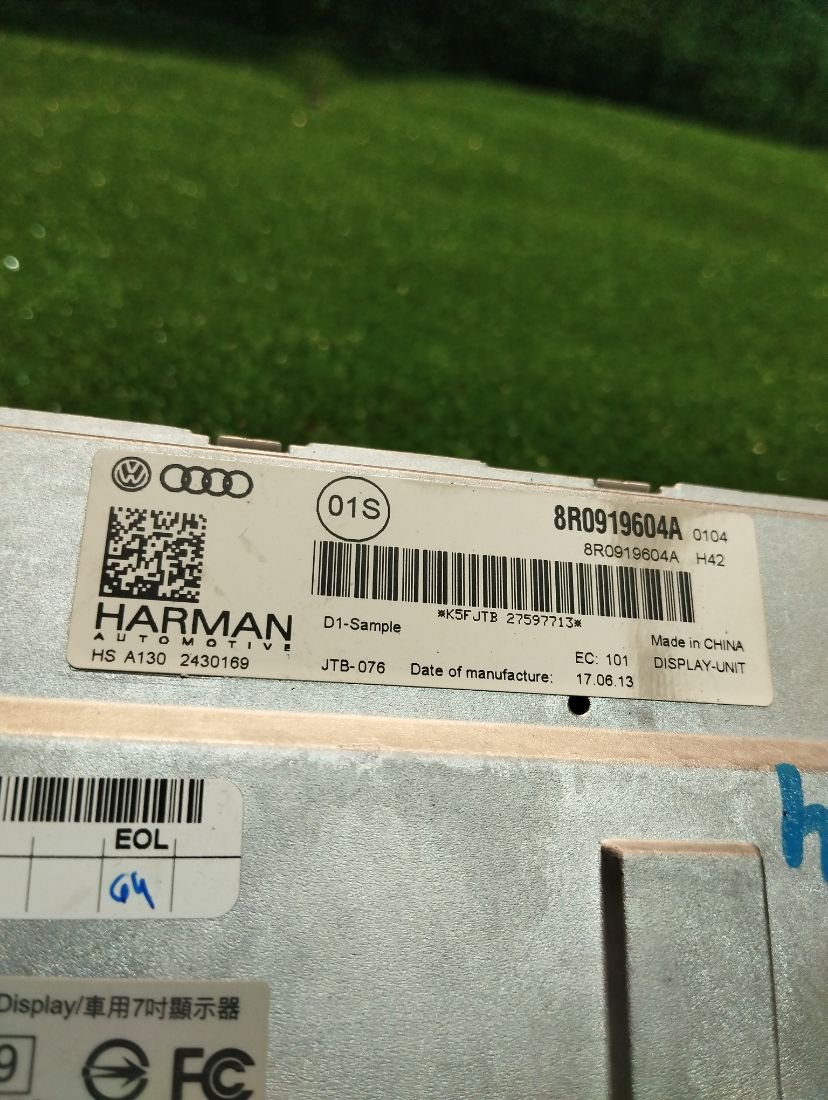 01S
8R0919604A 0104
8R0919604A H42
*K5FJTB 27597713*
HARMAN
AUTOMOTIVE
HS A130 2430169
D1-Sample
JTB-076 Date of manufacture: 17.06.13
EC: 101
Made in CHINA
DISPLAY-UNIT
EOL
64
Display/車用7吋顯示器
9
FC